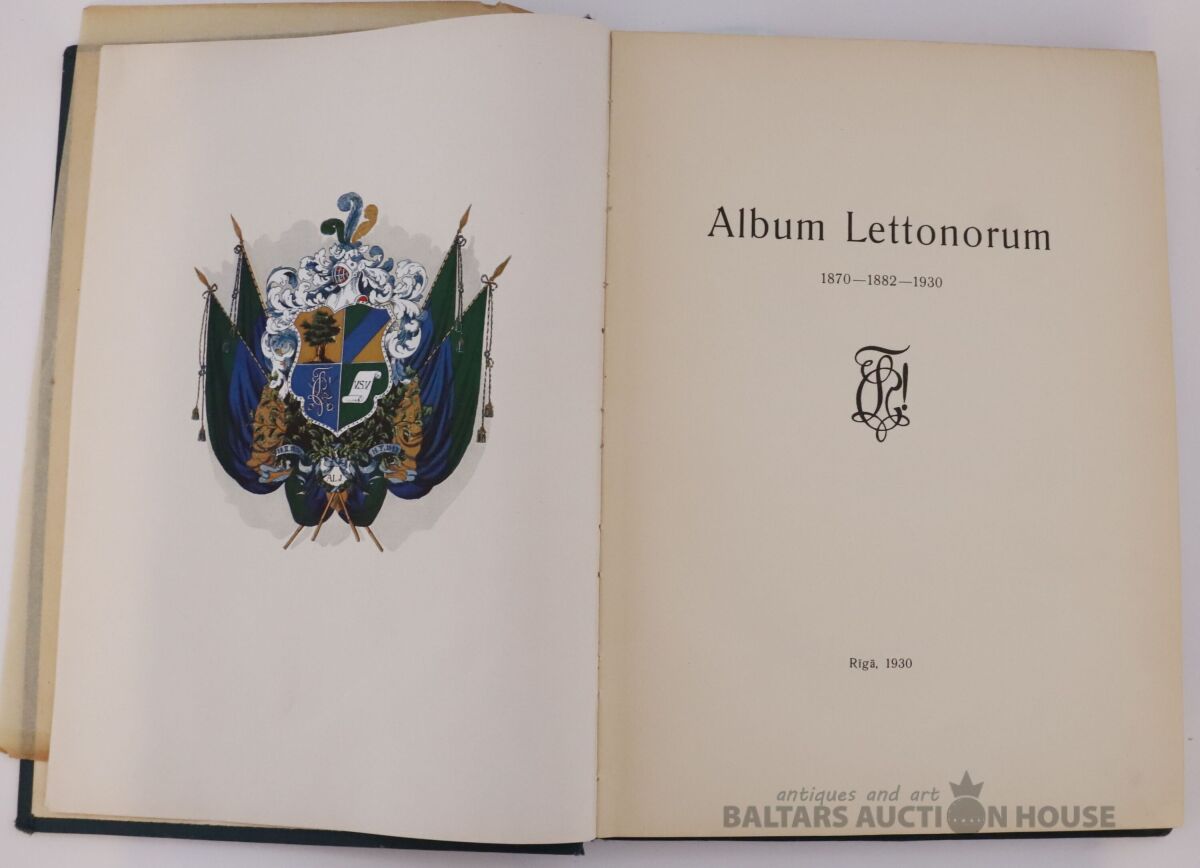 Album Lettonorum
1870—1882—1930
Rīgā, 1930
antiques and art
BALTARS AUCTION HOUSE